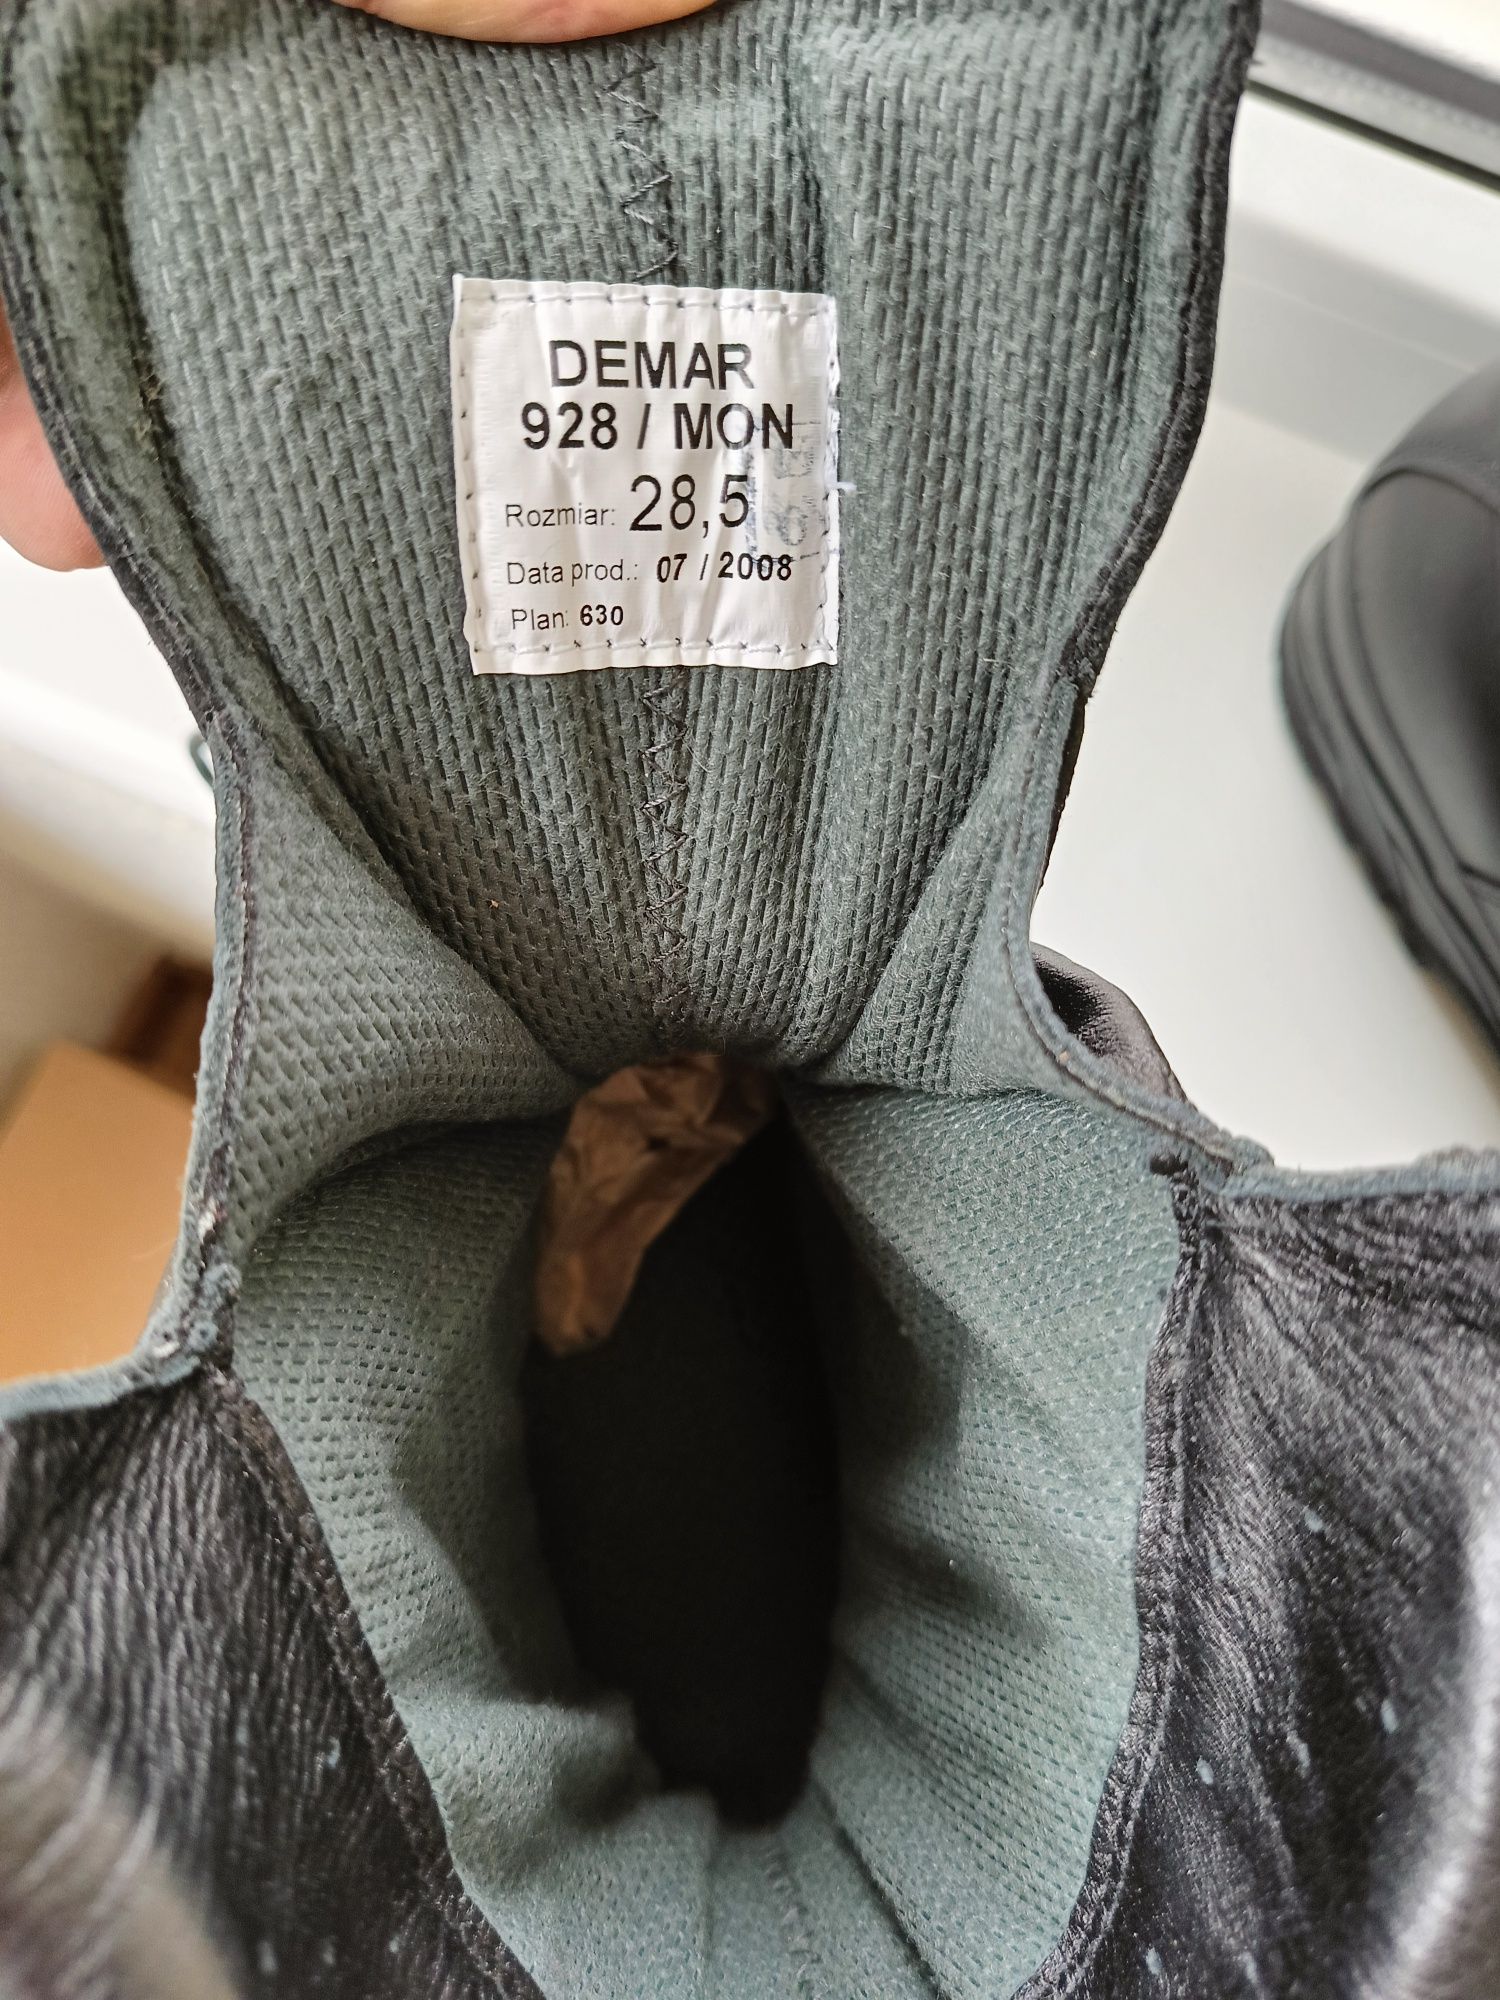 DEMAR
928 / MON
Rozmiar: 28,5
Data prod.: 07 / 2008
Plan: 630